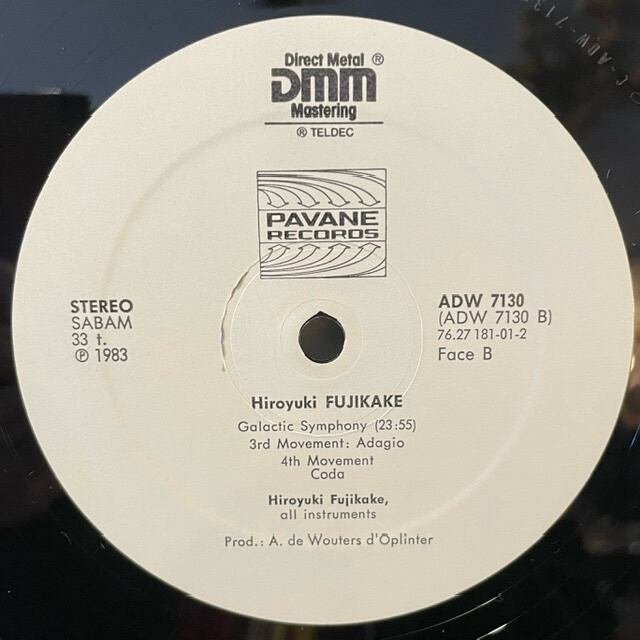 Direct Metal ®
DMM
Mastering
® TELDEC
PAVANE
RECORDS
STEREO
SABAM
33 t.
℗ 1983
ADW 7130
(ADW 7130 B)
76.27 181-01-2
Face B
Hiroyuki FUJIKAKE
Galactic Symphony (23:55)
3rd Movement: Adagio
4th Movement
Coda
Hiroyuki Fujikake,
all instruments
Prod.: A. de Wouters d'Oplinter